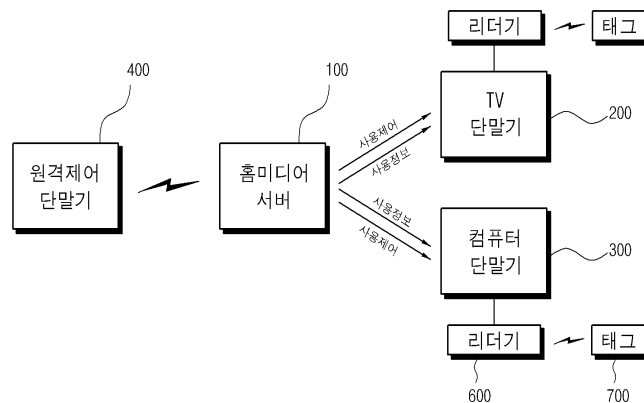 리더기
태그
400
100
TV
단말기
200
원격제어
단말기
홈미디어
서버
사용제어
사용정보
사용정보
사용제어
컴퓨터
단말기
300
리더기
태그
600
700